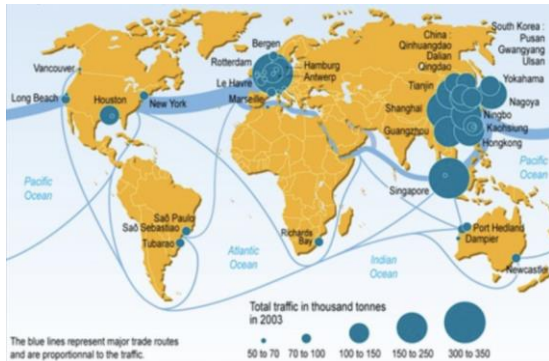 China :
Qinhuangdao
Dalian
Qingdao
South Korea :
Pusan
Gwangyang
Ulsan
Bergen
Rotterdam
Hamburg
Antwerp
Le Havre
Marseille
Vancouver
Long Beach
Houston
New York
Tianjin
Yokahama
Nagoya
Shanghai
Ningbo
Kaohsiung
Guangzhou
Hongkong
Pacific
Ocean
Pacific
Ocean
Singapore
Saõ Paulo
Saõ Sebastiao
Tubarao
Atlantic
Ocean
Richards
Bay
Indian
Ocean
Port Hedland
Dampier
Newcastle
Total traffic in thousand tonnes
in 2003
50 to 70
70 to 100
100 to 150
150 to 250
300 to 350
The blue lines represent major trade routes
and are proportionnal to the traffic.